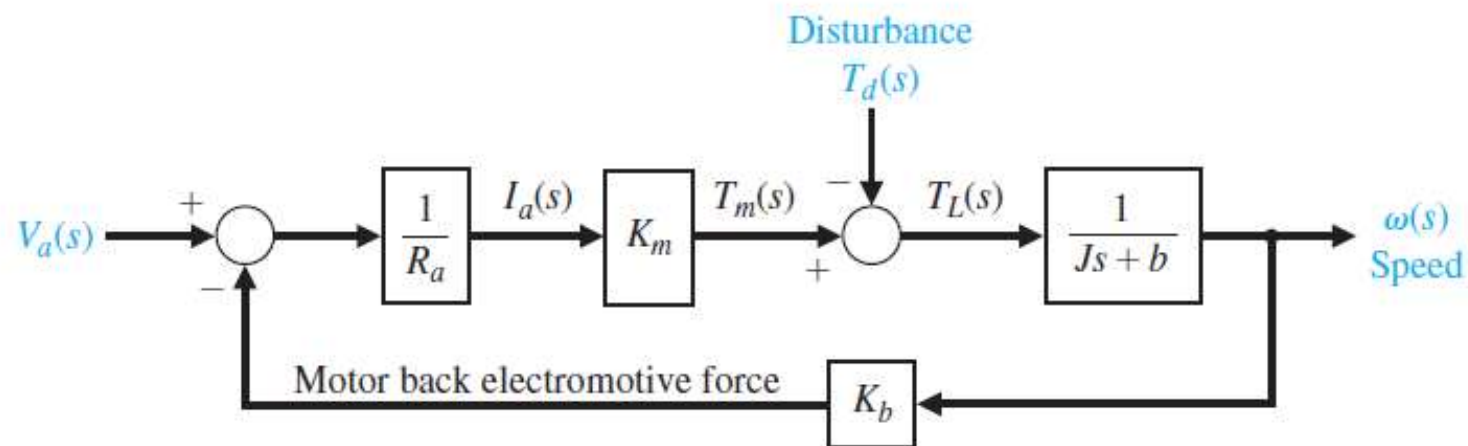 Disturbance
T_d(s)
+
V_a(s)
−
1
R_a
I_a(s)
K_m
T_m(s)
−
+
T_L(s)
1
Js + b
ω(s)
Speed
Motor back electromotive force
K_b